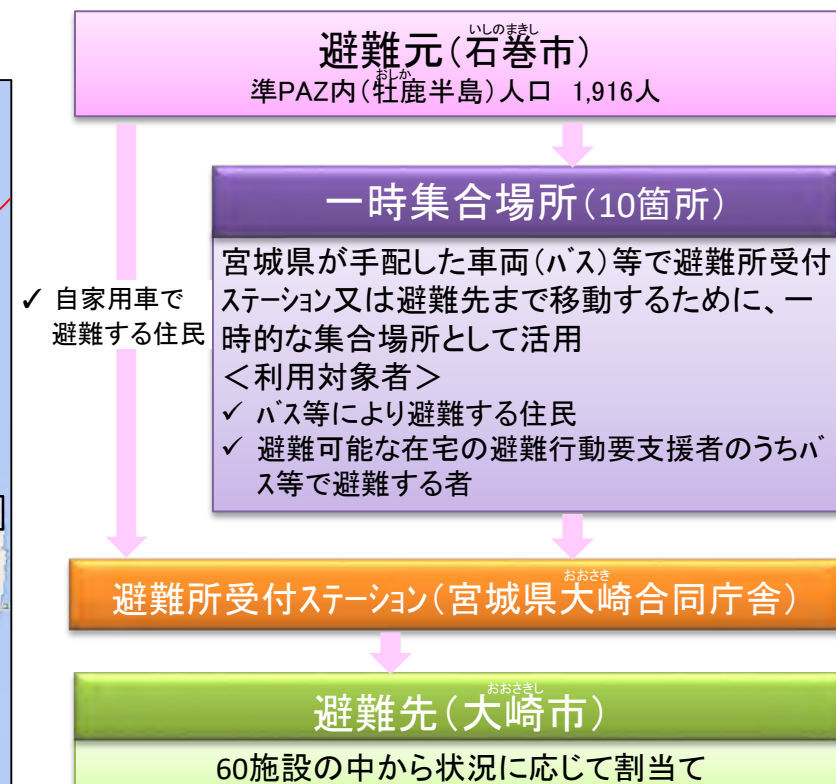 避難元(石巻市)
いしのまきし
準PAZ内(牡鹿半島)人口 1,916人
おしか
一時集合場所(10箇所)
宮城県が手配した車両(バス)等で避難所受付
ステーション又は避難先まで移動するために、一
時的な集合場所として活用
＜利用対象者＞
✓ バス等により避難する住民
✓ 避難可能な在宅の避難行動要支援者のうちバ
ス等で避難する者
✓ 自家用車で
避難する住民
避難所受付ステーション(宮城県大崎合同庁舎)
おおさき
避難先(大崎市)
おおさきし
60施設の中から状況に応じて割当て